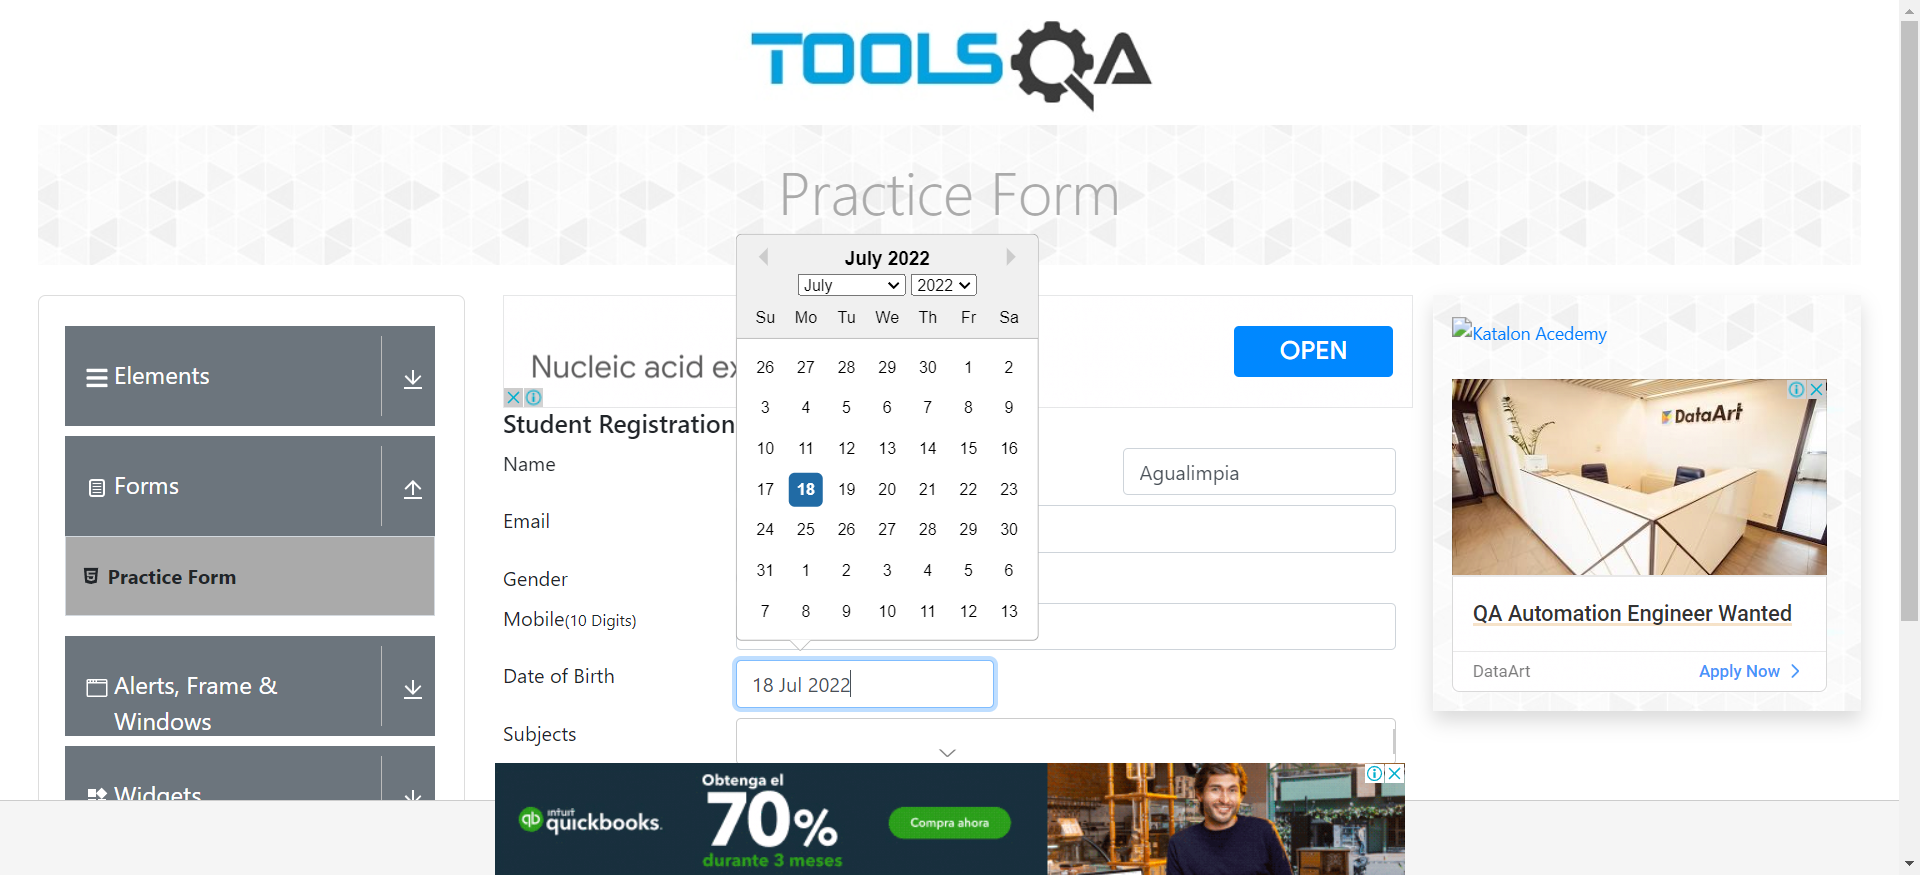 TOOLSQA
Practice Form
Elements
Forms
Practice Form
Alerts, Frame &
Windows
Widgets
Nucleic acid ex
OPEN
Student Registration
Name
Agualimpia
Email
Gender
Mobile(10 Digits)
Date of Birth
18 Jul 2022
Subjects
July 2022
July 2022
Su Mo Tu We Th Fr Sa
26 27 28 29 30 1 2
3 4 5 6 7 8 9
10 11 12 13 14 15 16
17 18 19 20 21 22 23
24 25 26 27 28 29 30
31 1 2 3 4 5 6
7 8 9 10 11 12 13
Katalon Acedemy
DataArt
QA Automation Engineer Wanted
DataArt Apply Now
intuit
quickbooks.
Obtenga el
70%
durante 3 meses
Compra ahora